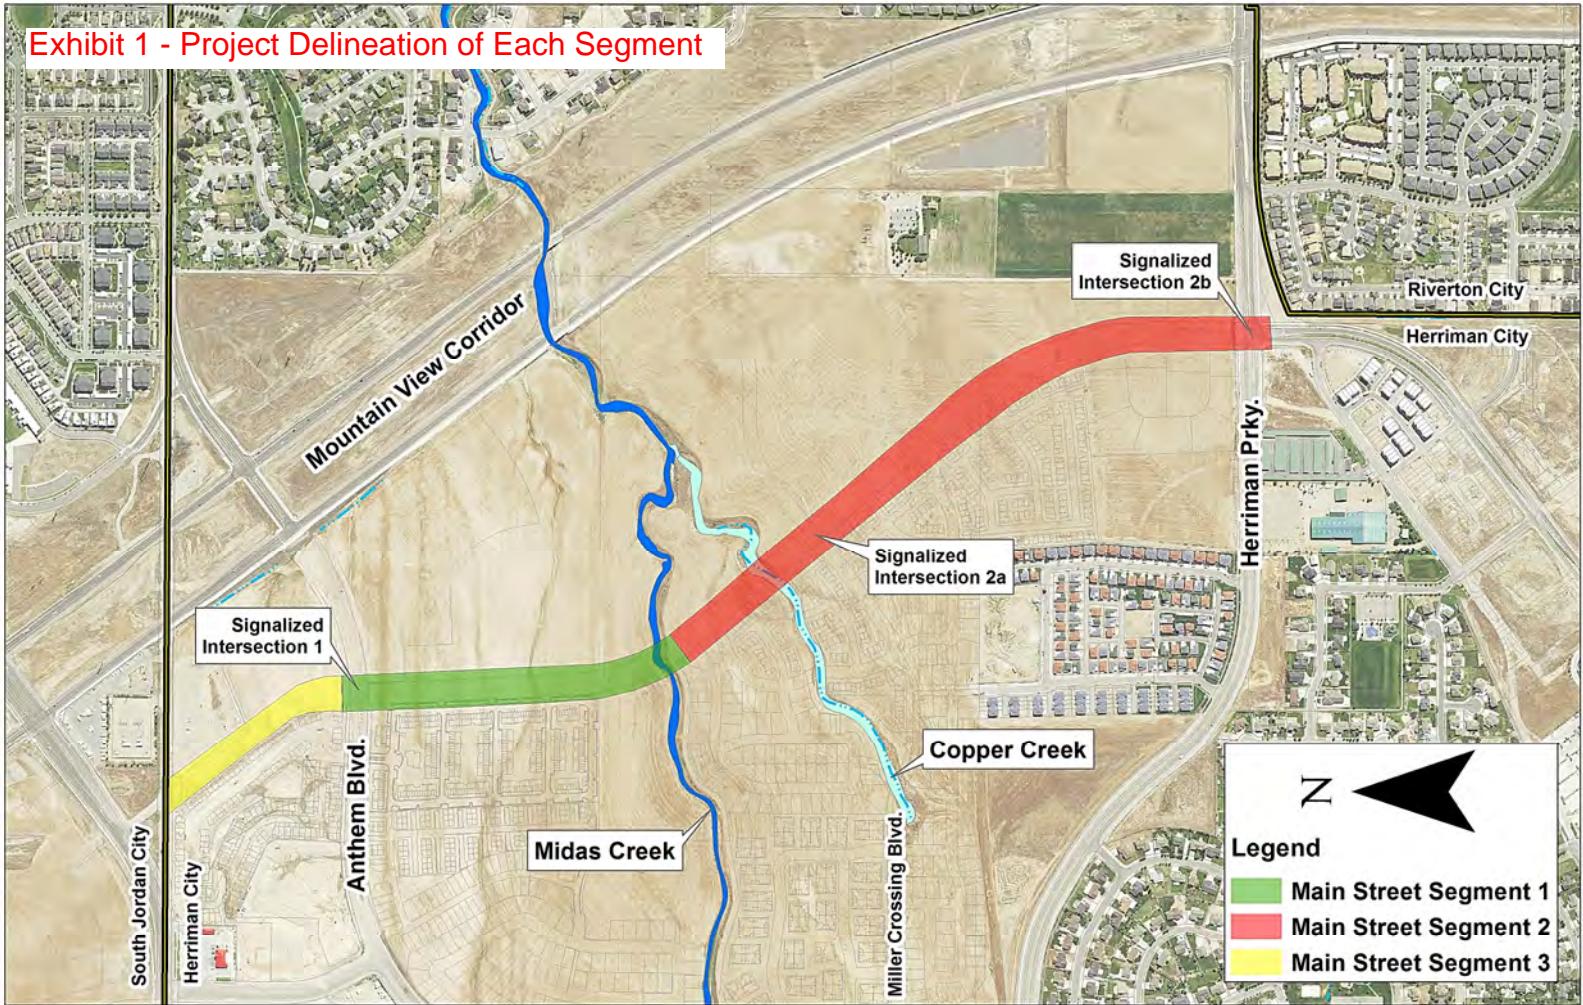 Exhibit 1 - Project Delineation of Each Segment
Signalized
Intersection 2b
Riverton City
Herriman City
Mountain View Corridor
Herriman Prky.
Signalized
Intersection 2a
Signalized
Intersection 1
Anthem Blvd.
Copper Creek
Midas Creek
Miller Crossing Blvd.
South Jordan City
Herriman City
N
Legend
Main Street Segment 1
Main Street Segment 2
Main Street Segment 3